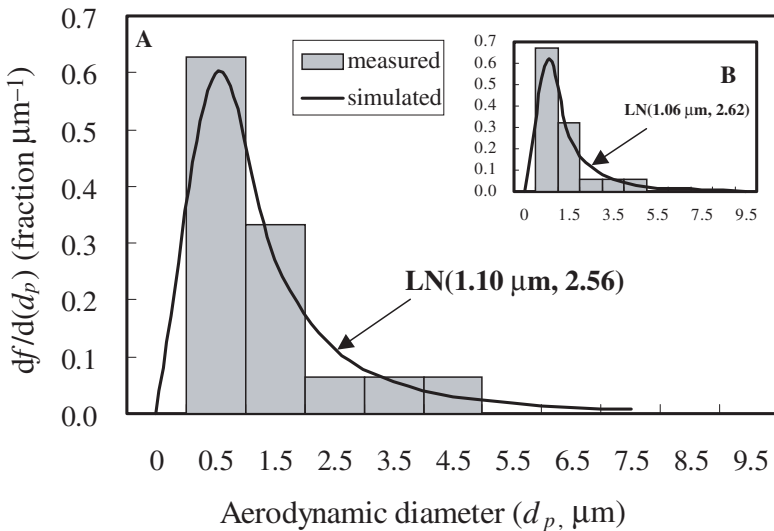 0.7
0.6
0.5
0.4
0.3
0.2
0.1
0.0
df/d(d_p) (fraction μm⁻¹)
A
measured
simulated
LN(1.10 μm, 2.56)
0 0.5 1.5 2.5 3.5 4.5 5.5 7.5 8.5 9.5
Aerodynamic diameter (d_p, μm)
0.7
0.6
0.5
0.4
0.3
0.2
0.1
0.0
B
LN(1.06 μm, 2.62)
0 1.5 3.5 5.5 7.5 9.5